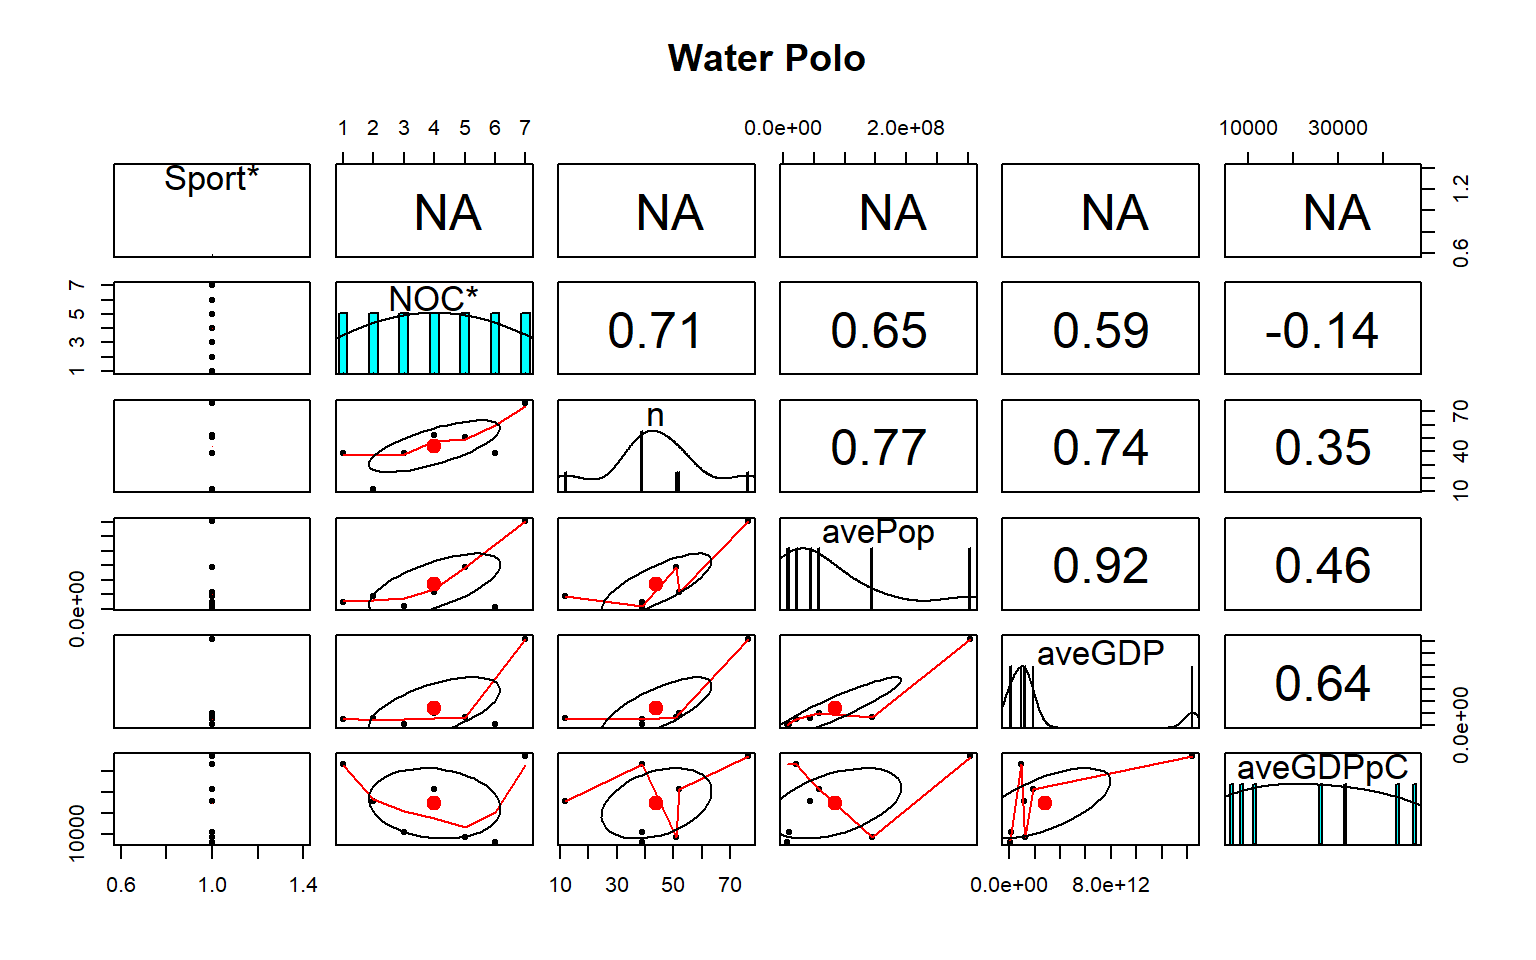 Water Polo
1 2 3 4 5 6 7 0.0e+00 2.0e+08 10000 30000
Sport* NA NA NA NA NA 0.6 1.2
1 3 5 7 NOC* 0.71 0.65 0.59 -0.14
n 0.77 0.74 0.35 10 40 70
0.0e+00 avePop 0.92 0.46
aveGDP 0.64 0.0e+00
10000 aveGDPpC
0.6 1.0 1.4 10 30 50 70 0.0e+00 8.0e+12